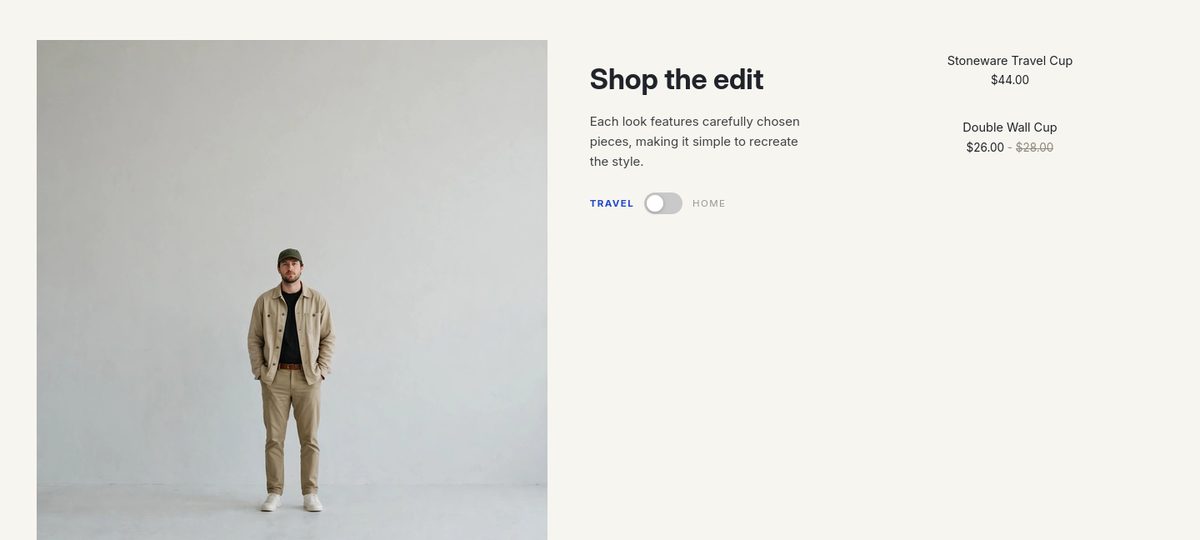 Shop the edit
Each look features carefully chosen
pieces, making it simple to recreate
the style.
TRAVEL HOME
Stoneware Travel Cup
$44.00
Double Wall Cup
$26.00 - $28.00